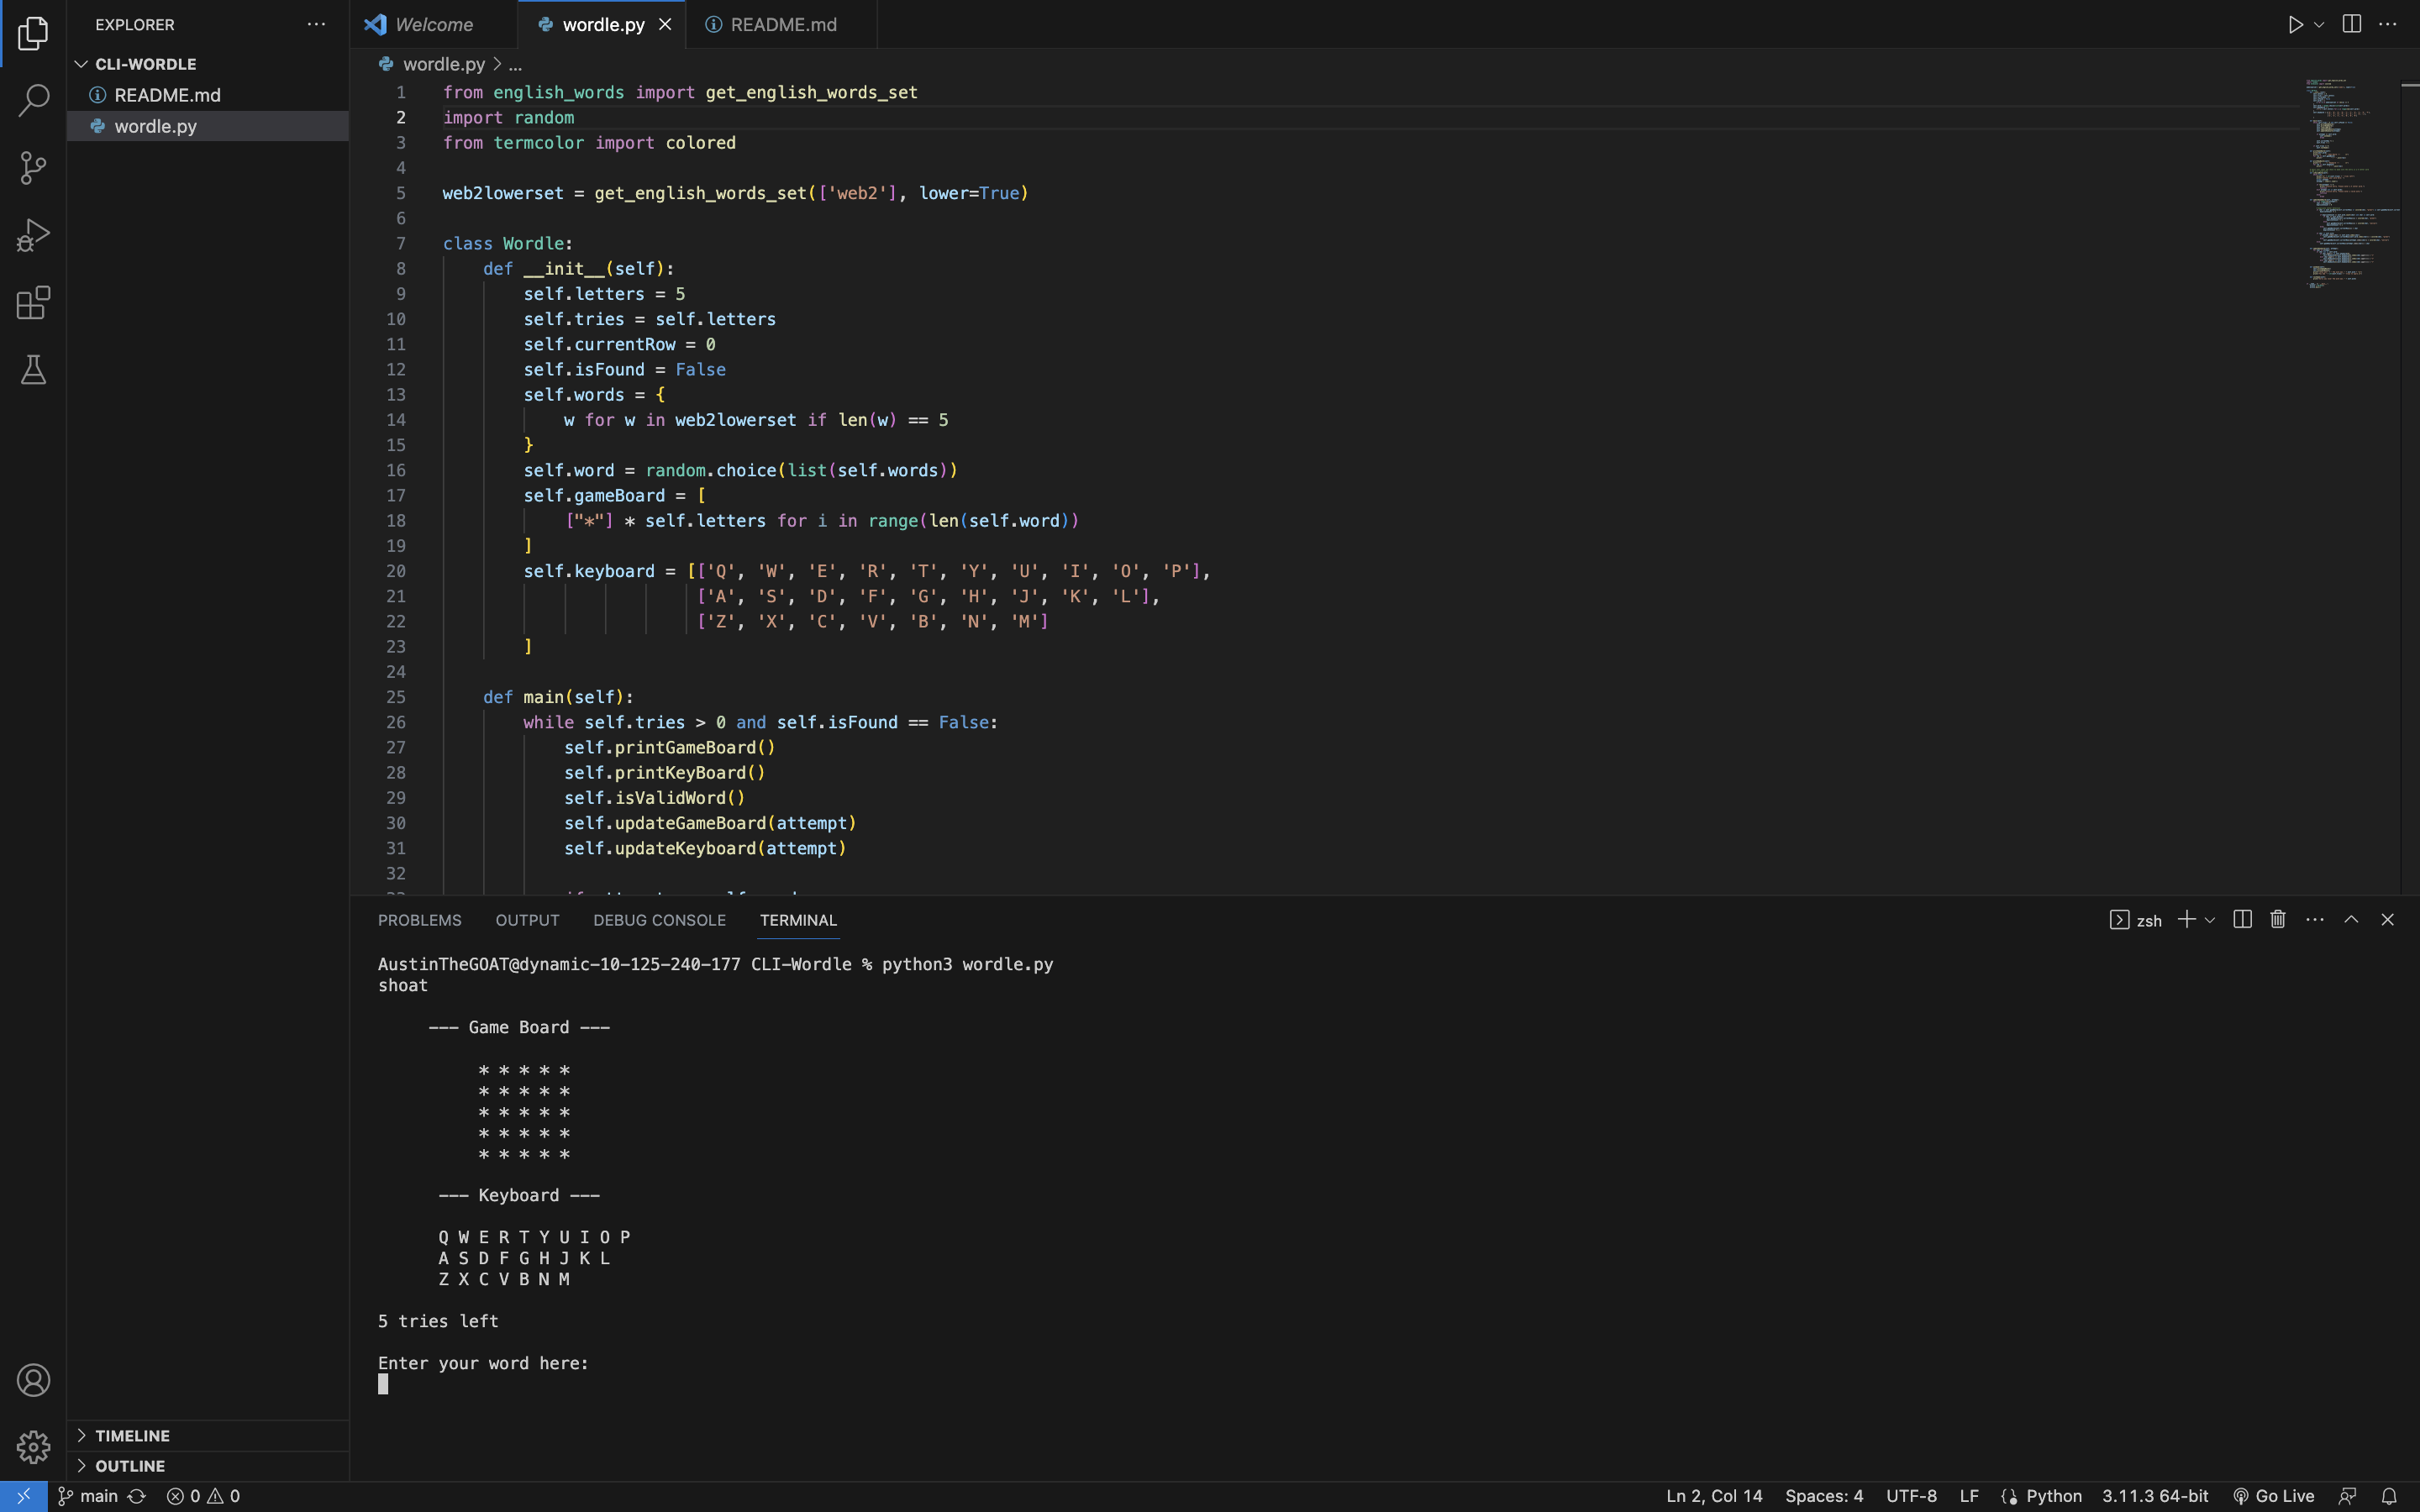 EXPLORER
Welcome
wordle.py
README.md
CLI-WORDLE
README.md
wordle.py
wordle.py > ...
1 from english_words import get_english_words_set
2 import random
3 from termcolor import colored
4
5 web2lowerset = get_english_words_set(['web2'], lower=True)
6
7 class Wordle:
8     def __init__(self):
9         self.letters = 5
10         self.tries = self.letters
11         self.currentRow = 0
12         self.isFound = False
13         self.words = {
14             w for w in web2lowerset if len(w) == 5
15         }
16         self.word = random.choice(list(self.words))
17         self.gameBoard = [
18             ["*"] * self.letters for i in range(len(self.word))
19         ]
20         self.keyboard = [['Q', 'W', 'E', 'R', 'T', 'Y', 'U', 'I', 'O', 'P'],
21                          ['A', 'S', 'D', 'F', 'G', 'H', 'J', 'K', 'L'],
22                          ['Z', 'X', 'C', 'V', 'B', 'N', 'M']
23         ]
24
25     def main(self):
26         while self.tries > 0 and self.isFound == False:
27             self.printGameBoard()
28             self.printKeyBoard()
29             self.isValidWord()
30             self.updateGameBoard(attempt)
31             self.updateKeyboard(attempt)
32
PROBLEMS OUTPUT DEBUG CONSOLE TERMINAL
zsh
AustinTheGOAT@dynamic-10-125-240-177 CLI-Wordle % python3 wordle.py
shoat
--- Game Board ---
* * * * *
* * * * *
* * * * *
* * * * *
* * * * *
--- Keyboard ---
Q W E R T Y U I O P
A S D F G H J K L
Z X C V B N M
5 tries left
Enter your word here:
TIMELINE
OUTLINE
main 0 0
Ln 2, Col 14 Spaces: 4 UTF-8 LF Python 3.11.3 64-bit Go Live